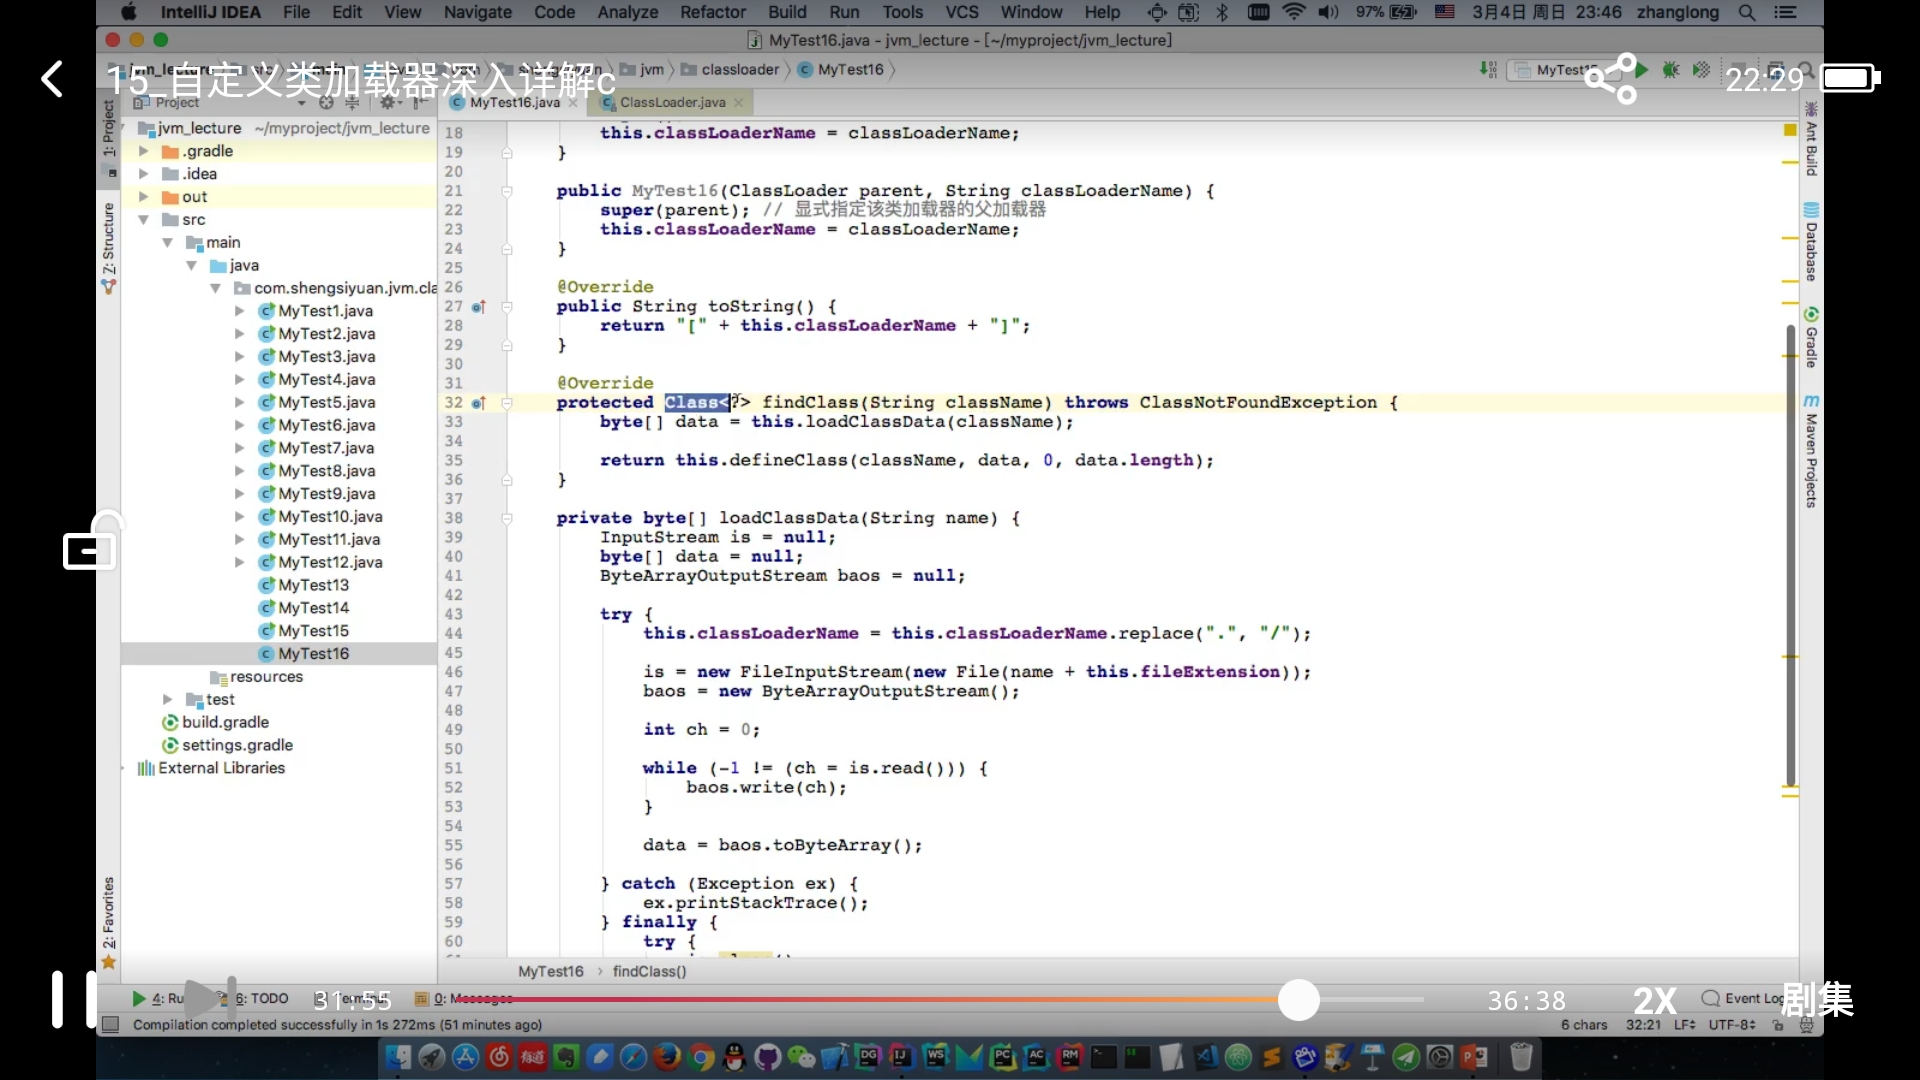 IntelliJ IDEA File Edit View Navigate Code Analyze Refactor Build Run Tools VCS Window Help 97% 3月4日 周日 23:46 zhanglong
MyTest16.java - jvm_lecture - [~/myproject/jvm_lecture]
jvm classloader MyTest16
15_自定义类加载器深入详解c
22:29
Project
MyTest16.java ClassLoader.java
jvm_lecture ~/myproject/jvm_lecture
.gradle
.idea
out
src
main
java
com.shengsiyuan.jvm.cla
MyTest1.java
MyTest2.java
MyTest3.java
MyTest4.java
MyTest5.java
MyTest6.java
MyTest7.java
MyTest8.java
MyTest9.java
MyTest10.java
MyTest11.java
MyTest12.java
MyTest13
MyTest14
MyTest15
MyTest16
resources
test
build.gradle
settings.gradle
External Libraries
1: Project
Z: Structure
2: Favorites
18 this.classLoaderName = classLoaderName;
19 }
20
21 public MyTest16(ClassLoader parent, String classLoaderName) {
22 super(parent); // 显式指定该类加载器的父加载器
23 this.classLoaderName = classLoaderName;
24 }
25
26 @Override
27 public String toString() {
28 return "[" + this.classLoaderName + "]";
29 }
30
31 @Override
32 protected Class<?> findClass(String className) throws ClassNotFoundException {
33 byte[] data = this.loadClassData(className);
34
35 return this.defineClass(className, data, 0, data.length);
36 }
37
38 private byte[] loadClassData(String name) {
39 InputStream is = null;
40 byte[] data = null;
41 ByteArrayOutputStream baos = null;
42
43 try {
44 this.classLoaderName = this.classLoaderName.replace(".", "/");
45
46 is = new FileInputStream(new File(name + this.fileExtension));
47 baos = new ByteArrayOutputStream();
48
49 int ch = 0;
50
51 while (-1 != (ch = is.read())) {
52 baos.write(ch);
53 }
54
55 data = baos.toByteArray();
56
57 } catch (Exception ex) {
58 ex.printStackTrace();
59 } finally {
60 try {
MyTest16 › findClass()
Ant Build
Database
Gradle
Maven Projects
6: TODO
31:55
36:38
2X
Event Log
剧集
Compilation completed successfully in 1s 272ms (51 minutes ago)
6 chars 32:21 LF UTF-8
有道 DG IJ WS PC AC RM